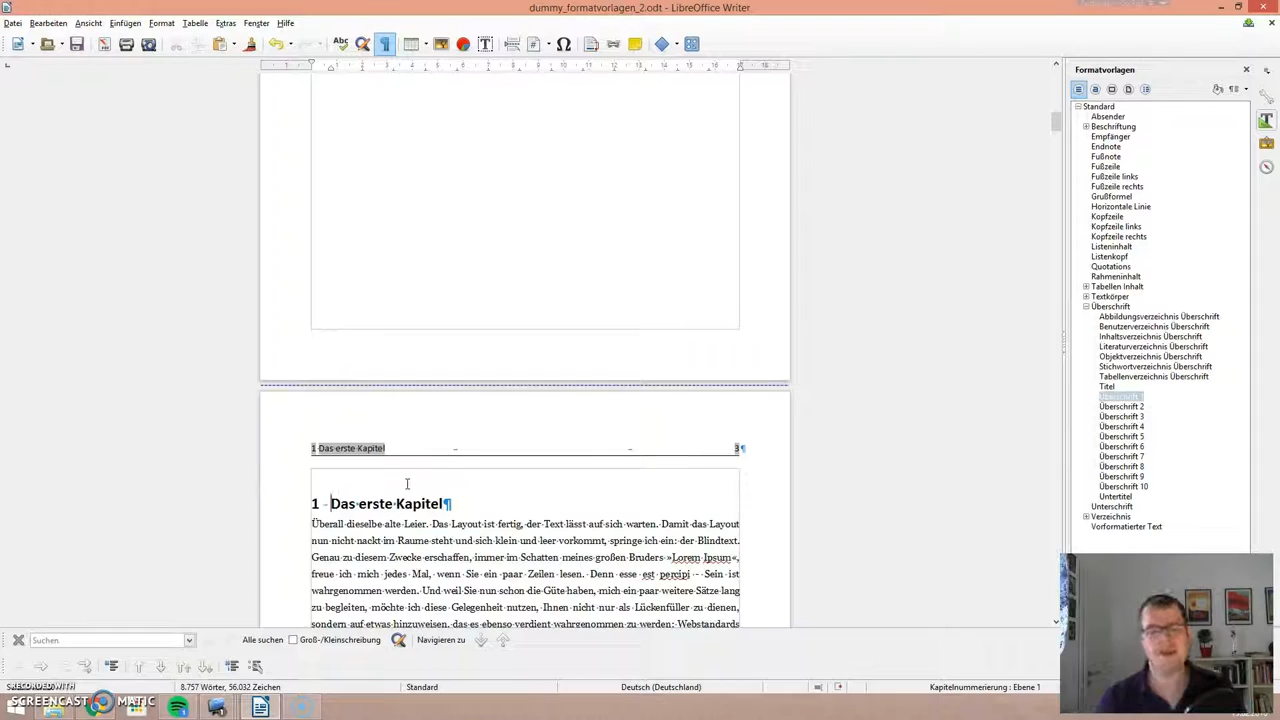 dummy_formatvorlagen_2.odt - LibreOffice Writer
Datei Bearbeiten Ansicht Einfügen Format Tabelle Extras Fenster Hilfe
Formatvorlagen
Standard
Absender
Beschriftung
Empfänger
Endnote
Fußnote
Fußzeile
Fußzeile links
Fußzeile rechts
Grußformel
Horizontale Linie
Kopfzeile
Kopfzeile links
Kopfzeile rechts
Listeninhalt
Listenkopf
Quotations
Rahmeninhalt
Tabellen Inhalt
Textkörper
Überschrift
Abbildungsverzeichnis Überschrift
Benutzerverzeichnis Überschrift
Inhaltsverzeichnis Überschrift
Literaturverzeichnis Überschrift
Objektverzeichnis Überschrift
Stichwortverzeichnis Überschrift
Tabellenverzeichnis Überschrift
Titel
Überschrift 1
Überschrift 2
Überschrift 3
Überschrift 4
Überschrift 5
Überschrift 6
Überschrift 7
Überschrift 8
Überschrift 9
Überschrift 10
Untertitel
Unterschrift
Verzeichnis
Vorformatierter Text
1 Das erste Kapitel 3
1 Das erste Kapitel
Überall dieselbe alte Leier. Das Layout ist fertig, der Text lässt auf sich warten. Damit das Layout
nun nicht nackt im Raume steht und sich klein und leer vorkommt, springe ich ein: der Blindtext.
Genau zu diesem Zwecke erschaffen, immer im Schatten meines großen Bruders »Lorem Ipsum«,
freue ich mich jedes Mal, wenn Sie ein paar Zeilen lesen. Denn esse est percipi - Sein ist
wahrgenommen werden. Und weil Sie nun schon die Güte haben, mich ein paar weitere Sätze lang
zu begleiten, möchte ich diese Gelegenheit nutzen, Ihnen nicht nur als Lückenfüller zu dienen,
sondern auf etwas hinzuweisen, das es ebenso verdient wahrgenommen zu werden: Webstandards
Suchen Alle suchen Groß-/Kleinschreibung Navigieren zu
8.757 Wörter, 56.032 Zeichen Standard Deutsch (Deutschland) Kapitelnummerierung : Ebene 1
RECORDED WITH
SCREENCAST MATIC